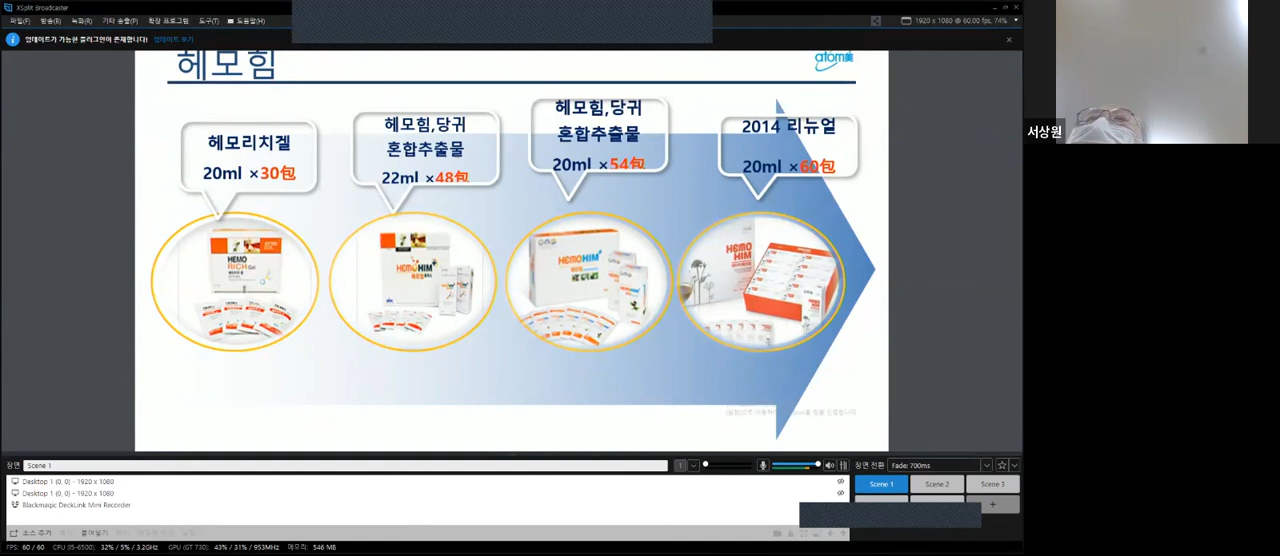 XSplit Broadcaster
파일(F) 방송(B) 녹화(R) 기타 송출(P) 확장 프로그램 도구(T) 도움말(H)
1920 x 1080 @ 60.00 fps, 74%
업데이트가 가능한 플러그인이 존재합니다! 업데이트 보기
헤모힘
atom美
헤모리치겔
20ml ×30包
헤모힘,당귀
혼합추출물
22ml ×48包
헤모힘,당귀
혼합추출물
20ml ×54包
2014 리뉴얼
20ml ×60包
HEMO
RICH Gel
HEMOHIM
HEMOHIM
HEMO
HIM
서상원
장면 Scene 1
1
장면 전환 Fade: 700ms
Desktop 1 (0, 0) - 1920 x 1080
Desktop 1 (0, 0) - 1920 x 1080
Blackmagic DeckLink Mini Recorder
Scene 1 Scene 2 Scene 3
소스 추가 붙여넣기
FPS: 60 / 60 CPU (i5-6500): 32% / 5% / 3.2GHz GPU (GT 730): 43% / 31% / 953MHz 메모리: 546 MB